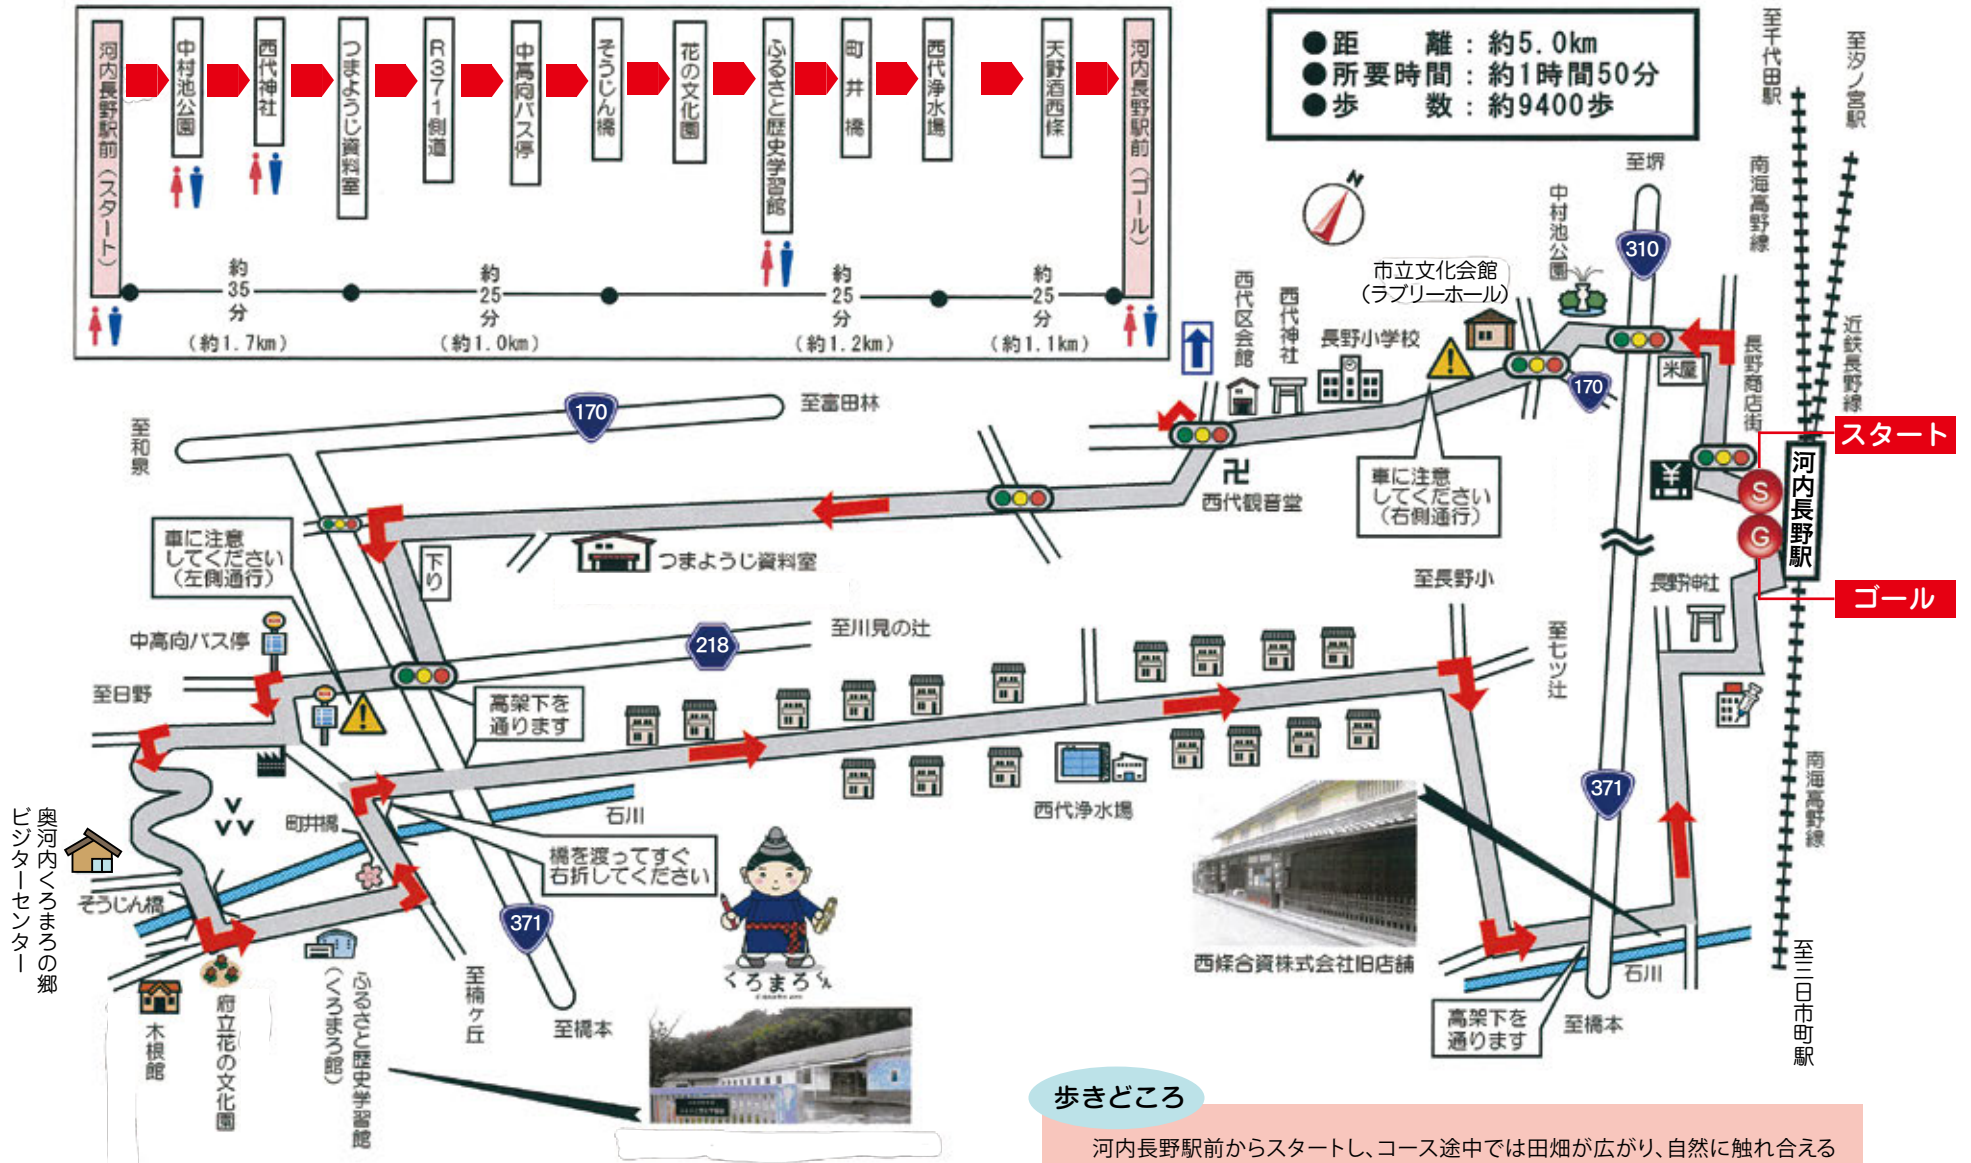 河内長野駅前（スタート）
中村池公園
西代神社
つまようじ資料室
R371側道
中高向バス停
そうじん橋
花の文化園
ふるさと歴史学習館
町井橋
西代浄水場
天野酒西條
河内長野駅前（ゴール）
約35分
約25分
約25分
約25分
(約1.7km)
(約1.0km)
(約1.2km)
(約1.1km)
●距　離：約5.0km
●所要時間：約1時間50分
●歩　数：約9400歩
至千代田駅
至汐ノ宮駅
南海高野線
近鉄長野線
至堺
310
中村池公園
N
市立文化会館
（ラブリーホール）
西代区会館
西代神社
長野小学校
170
米屋
長野商店街
スタート
S
河内長野駅
G
ゴール
¥
車に注意
してください
（右側通行）
西代観音堂
卍
至富田林
170
至和泉
車に注意
してください
（左側通行）
下り
つまようじ資料室
至長野小
長野神社
至七ツ辻
中高向バス停
至川見の辻
218
至日野
高架下を
通ります
西代浄水場
371
南海高野線
奥河内くろまろの郷
ビジターセンター
町井橋
石川
橋を渡ってすぐ
右折してください
そうじん橋
371
くろまろくん
西條合資株式会社旧店舗
石川
高架下を
通ります
至橋本
至三日市町駅
木根館
府立花の文化園
ふるさと歴史学習館
（くろまろ館）
至楠ヶ丘
至橋本
歩きどころ
河内長野駅前からスタートし、コース途中では田畑が広がり、自然に触れ合える